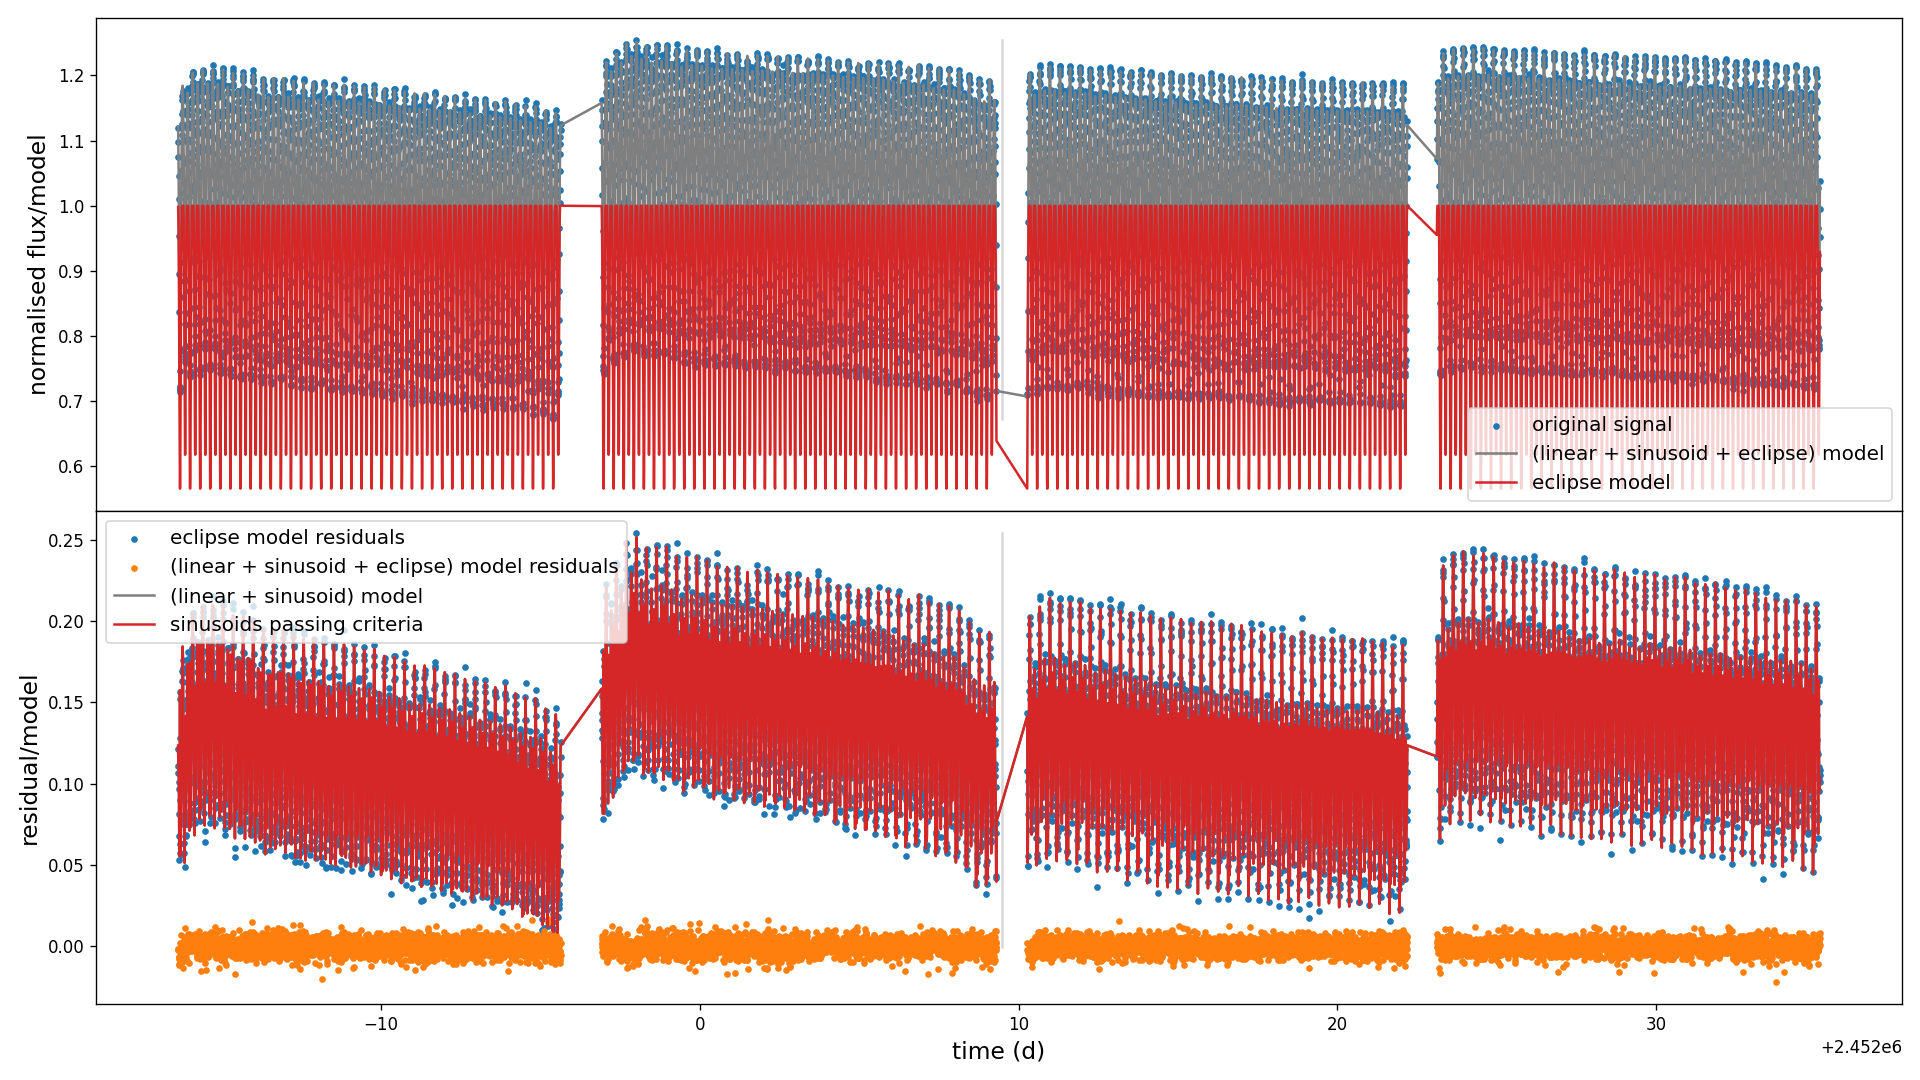 normalised flux/model
1.2
1.1
1.0
0.9
0.8
0.7
0.6
original signal
(linear + sinusoid + eclipse) model
eclipse model
residual/model
0.25
0.20
0.15
0.10
0.05
0.00
eclipse model residuals
(linear + sinusoid + eclipse) model residuals
(linear + sinusoid) model
sinusoids passing criteria
−10 0 10 20 30
time (d)
+2.452e6